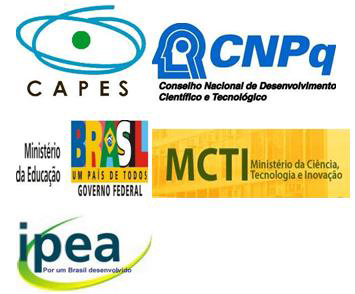 CAPES
CNPq
Conselho Nacional de Desenvolvimento
Científico e Tecnológico
Ministério
da Educação
BRASIL
UM PAÍS DE TODOS
GOVERNO FEDERAL
MCTI
Ministério da Ciência,
Tecnologia e Inovação
ipea
Por um Brasil desenvolvido